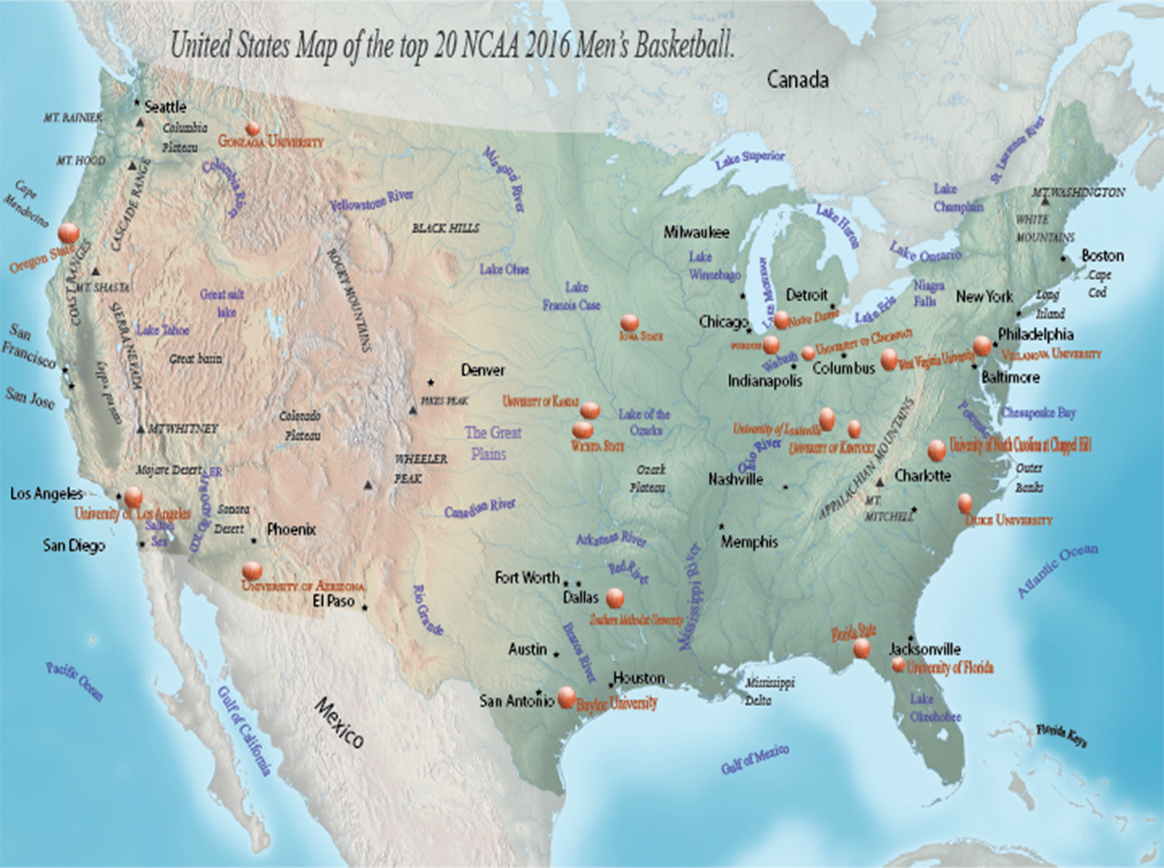 United States Map of the top 20 NCAA 2016 Men's Basketball.
Canada
Seattle
MT. RAINIER
Columbia
Plateau
GONZAGA UNIVERSITY
MT. HOOD
CASCADE RANGE
Columbia
River
Cape
Mendocino
Oregon State
COAST RANGES
MT. SHASTA
Yellowstone River
Missouri River
BLACK HILLS
ROCKY MOUNTAINS
Lake Superior
St. Laurence River
Lake
Champlain
MT.WASHINGTON
WHITE
MOUNTAINS
Milwaukee
Lake
Winnebago
Lake Huron
Lake Ontario
Boston
Cape
Cod
Great salt
lake
Lake Ohae
Lake
Francis Case
Detroit
Niagra
Falls
New York
Long
Island
Lake Erie
San
Francisco
SIERRA NEVADA
Lake Tahoe
Great basin
IOWA STATE
Chicago
Notre Dame
PURDUE
Wabash
UNIVERSITY OF CINCINNATI
Philadelphia
VILLANOVA UNIVERSITY
West Virginia University
Indianapolis
Columbus
Baltimore
San Jose
Denver
PIKES PEAK
UNIVERSITY OF KANSAS
Lake of the
Ozarks
WICHITA STATE
Colorado
Plateau
MT WHITNEY
The Great
Plains
University of Louisville
UNIVERSITY OF KENTUCKY
Chesapeake Bay
Potomac
University of North Carolina at Chappel Hill
WHEELER
PEAK
Mojare Desert
Ozark
Plateau
Nashville
Ohio River
APPALACHIAN MOUNTAINS
Charlotte
Outer
Banks
Los Angeles
University of Los Angeles
Salton
Sea
Sonora
Desert
Phoenix
Canadian River
MT.
MITCHELL
DUKE UNIVERSITY
San Diego
Arkansas River
Memphis
Atlantic Ocean
UNIVERSITY OF AERIZONA
El Paso
Rio Grande
Fort Worth
Dallas
Red River
Southern Methodist University
Mississippi River
Florida State
Jacksonville
University of Florida
Austin
Brazos River
Houston
San Antonio
Baylor University
Mississippi
Delta
Lake
Okechobee
Pacific Ocean
Gulf of California
Mexico
Gulf of Mexico
Florida Keys